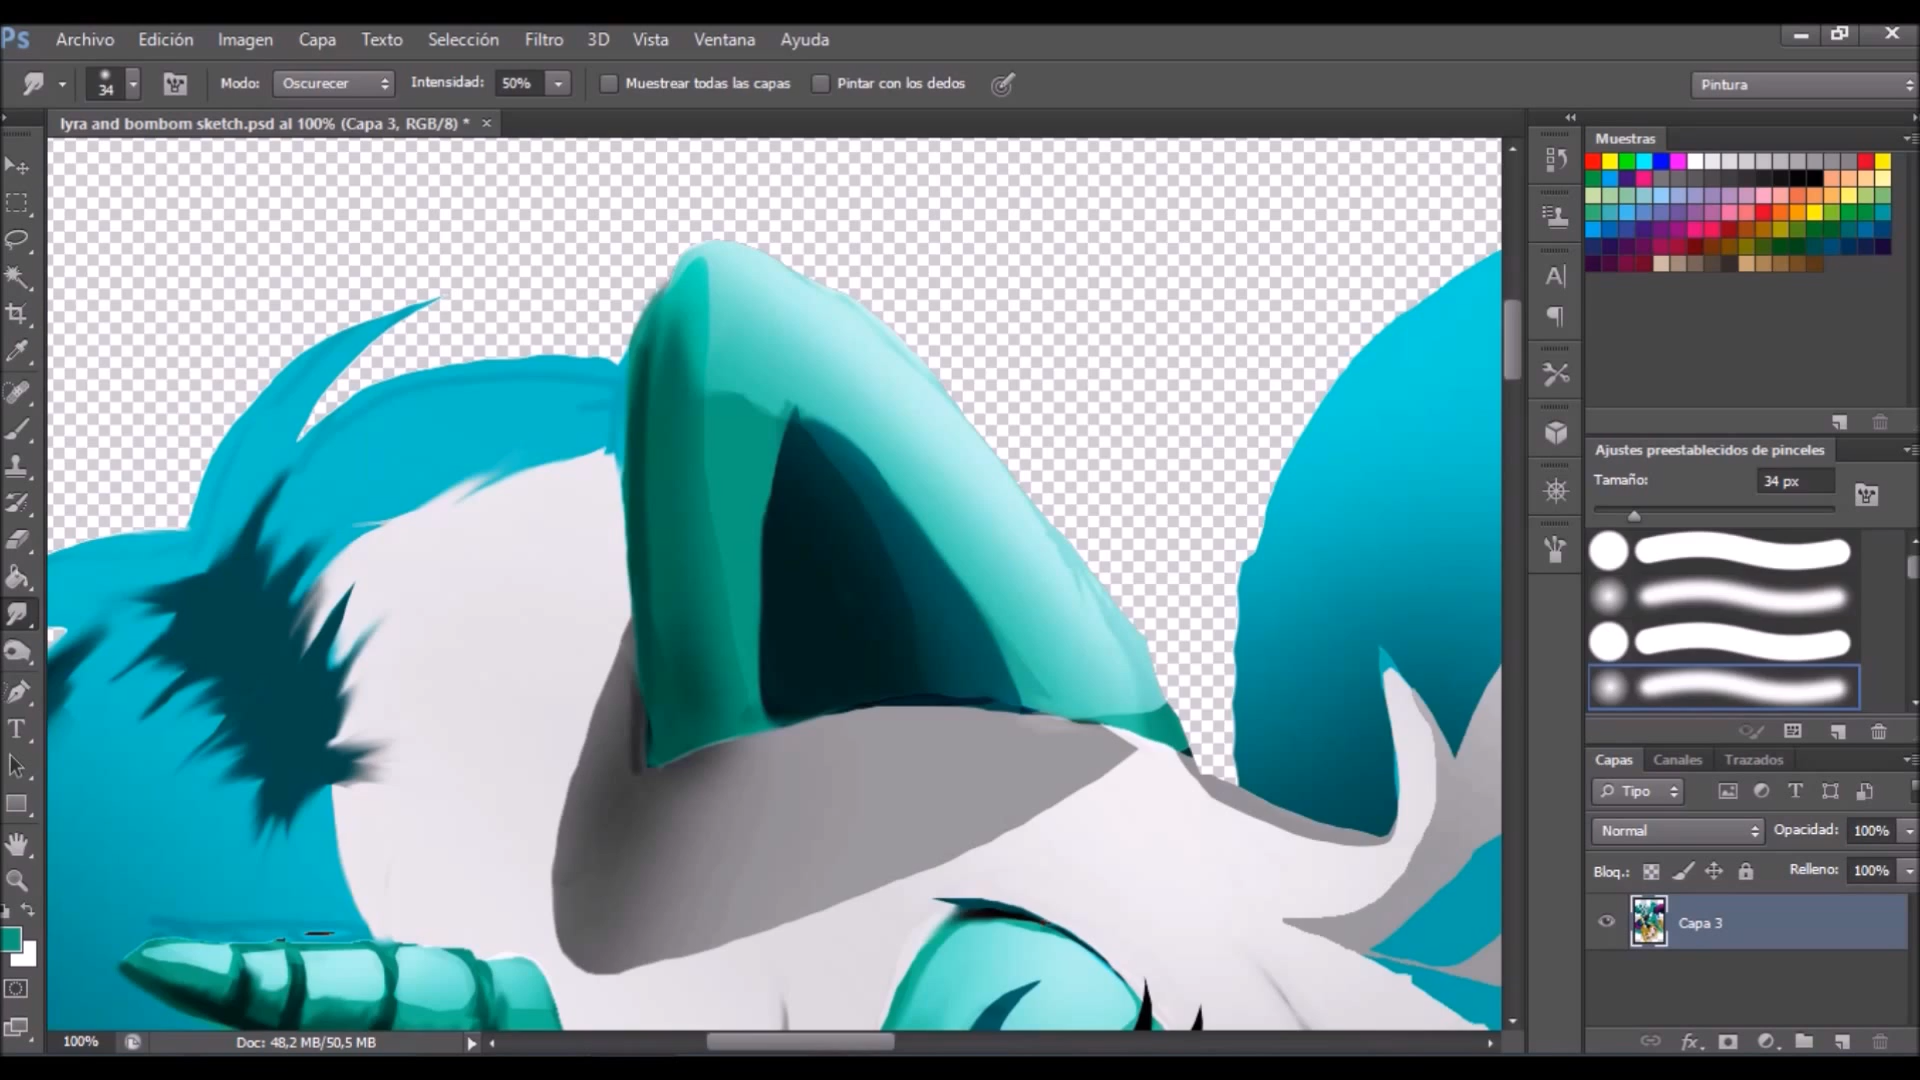 Ps Archivo Edición Imagen Capa Texto Selección Filtro 3D Vista Ventana Ayuda
34 Modo: Oscurecer Intensidad: 50% Muestrear todas las capas Pintar con los dedos Pintura
lyra and bombom sketch.psd al 100% (Capa 3, RGB/8) * ×
Muestras
Ajustes preestablecidos de pinceles
Tamaño: 34 px
Capas Canales Trazados
Tipo
Normal Opacidad: 100%
Bloq.: Relleno: 100%
Capa 3
100% Doc: 48,2 MB/50,5 MB